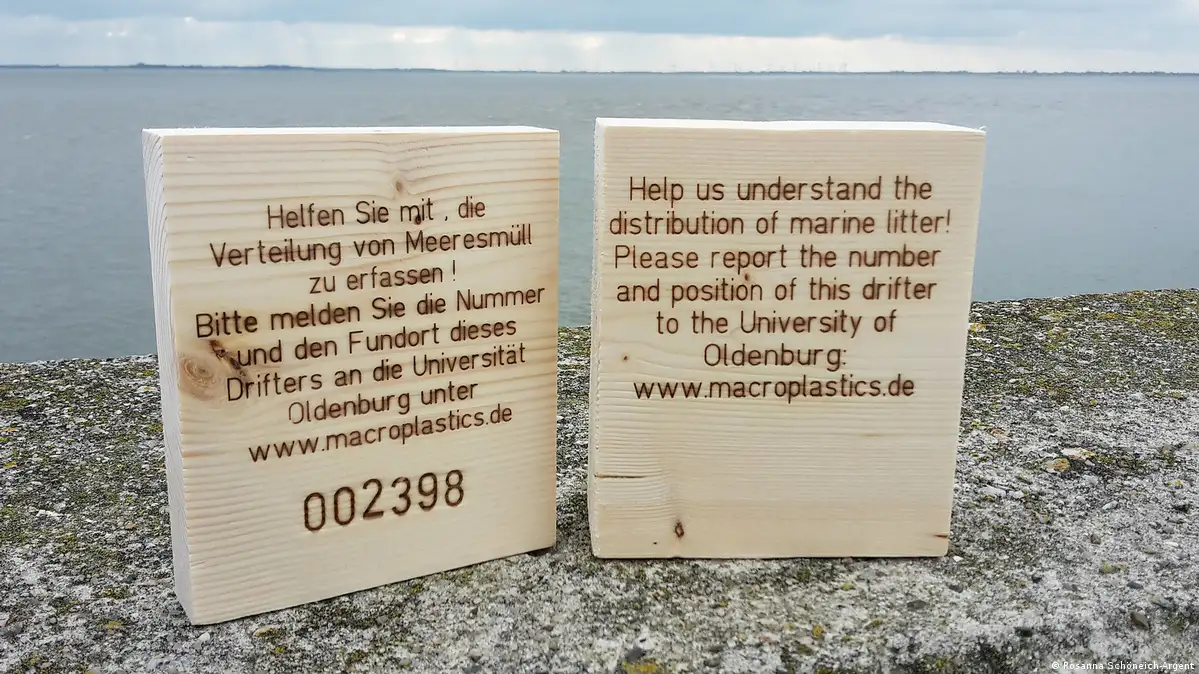 Helfen Sie mit , die
Verteilung von Meeresmüll
zu erfassen !
Bitte melden Sie die Nummer
und den Fundort dieses
Drifters an die Universität
Oldenburg unter
www.macroplastics.de
002398
Help us understand the
distribution of marine litter!
Please report the number
and position of this drifter
to the University of
Oldenburg:
www.macroplastics.de
© Rosanna Schöneich-Argent